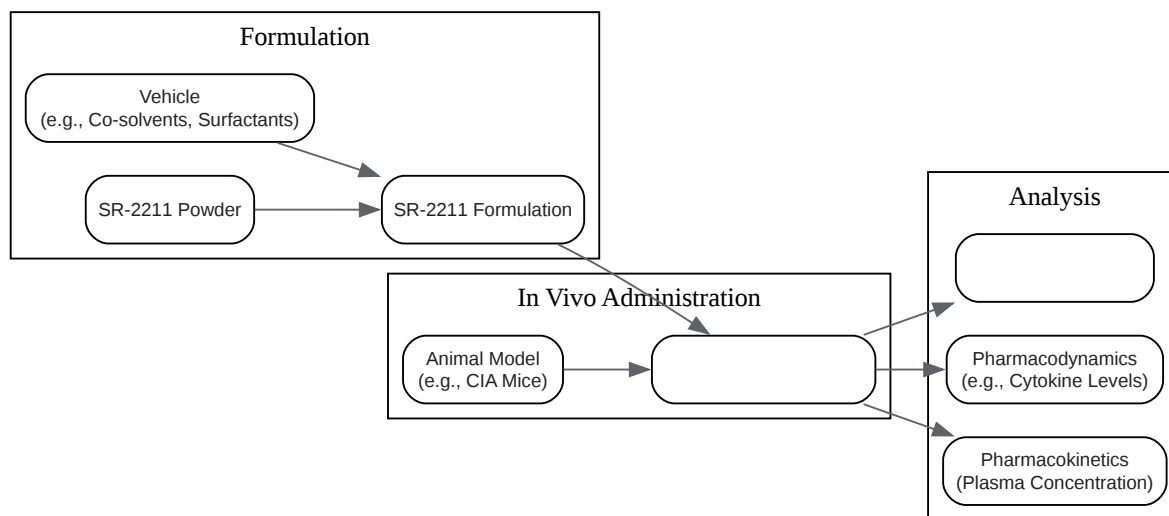 Formulation
Vehicle
(e.g., Co-solvents, Surfactants)
SR-2211 Powder
SR-2211 Formulation
In Vivo Administration
Animal Model
(e.g., CIA Mice)
Analysis
Pharmacodynamics
(e.g., Cytokine Levels)
Pharmacokinetics
(Plasma Concentration)